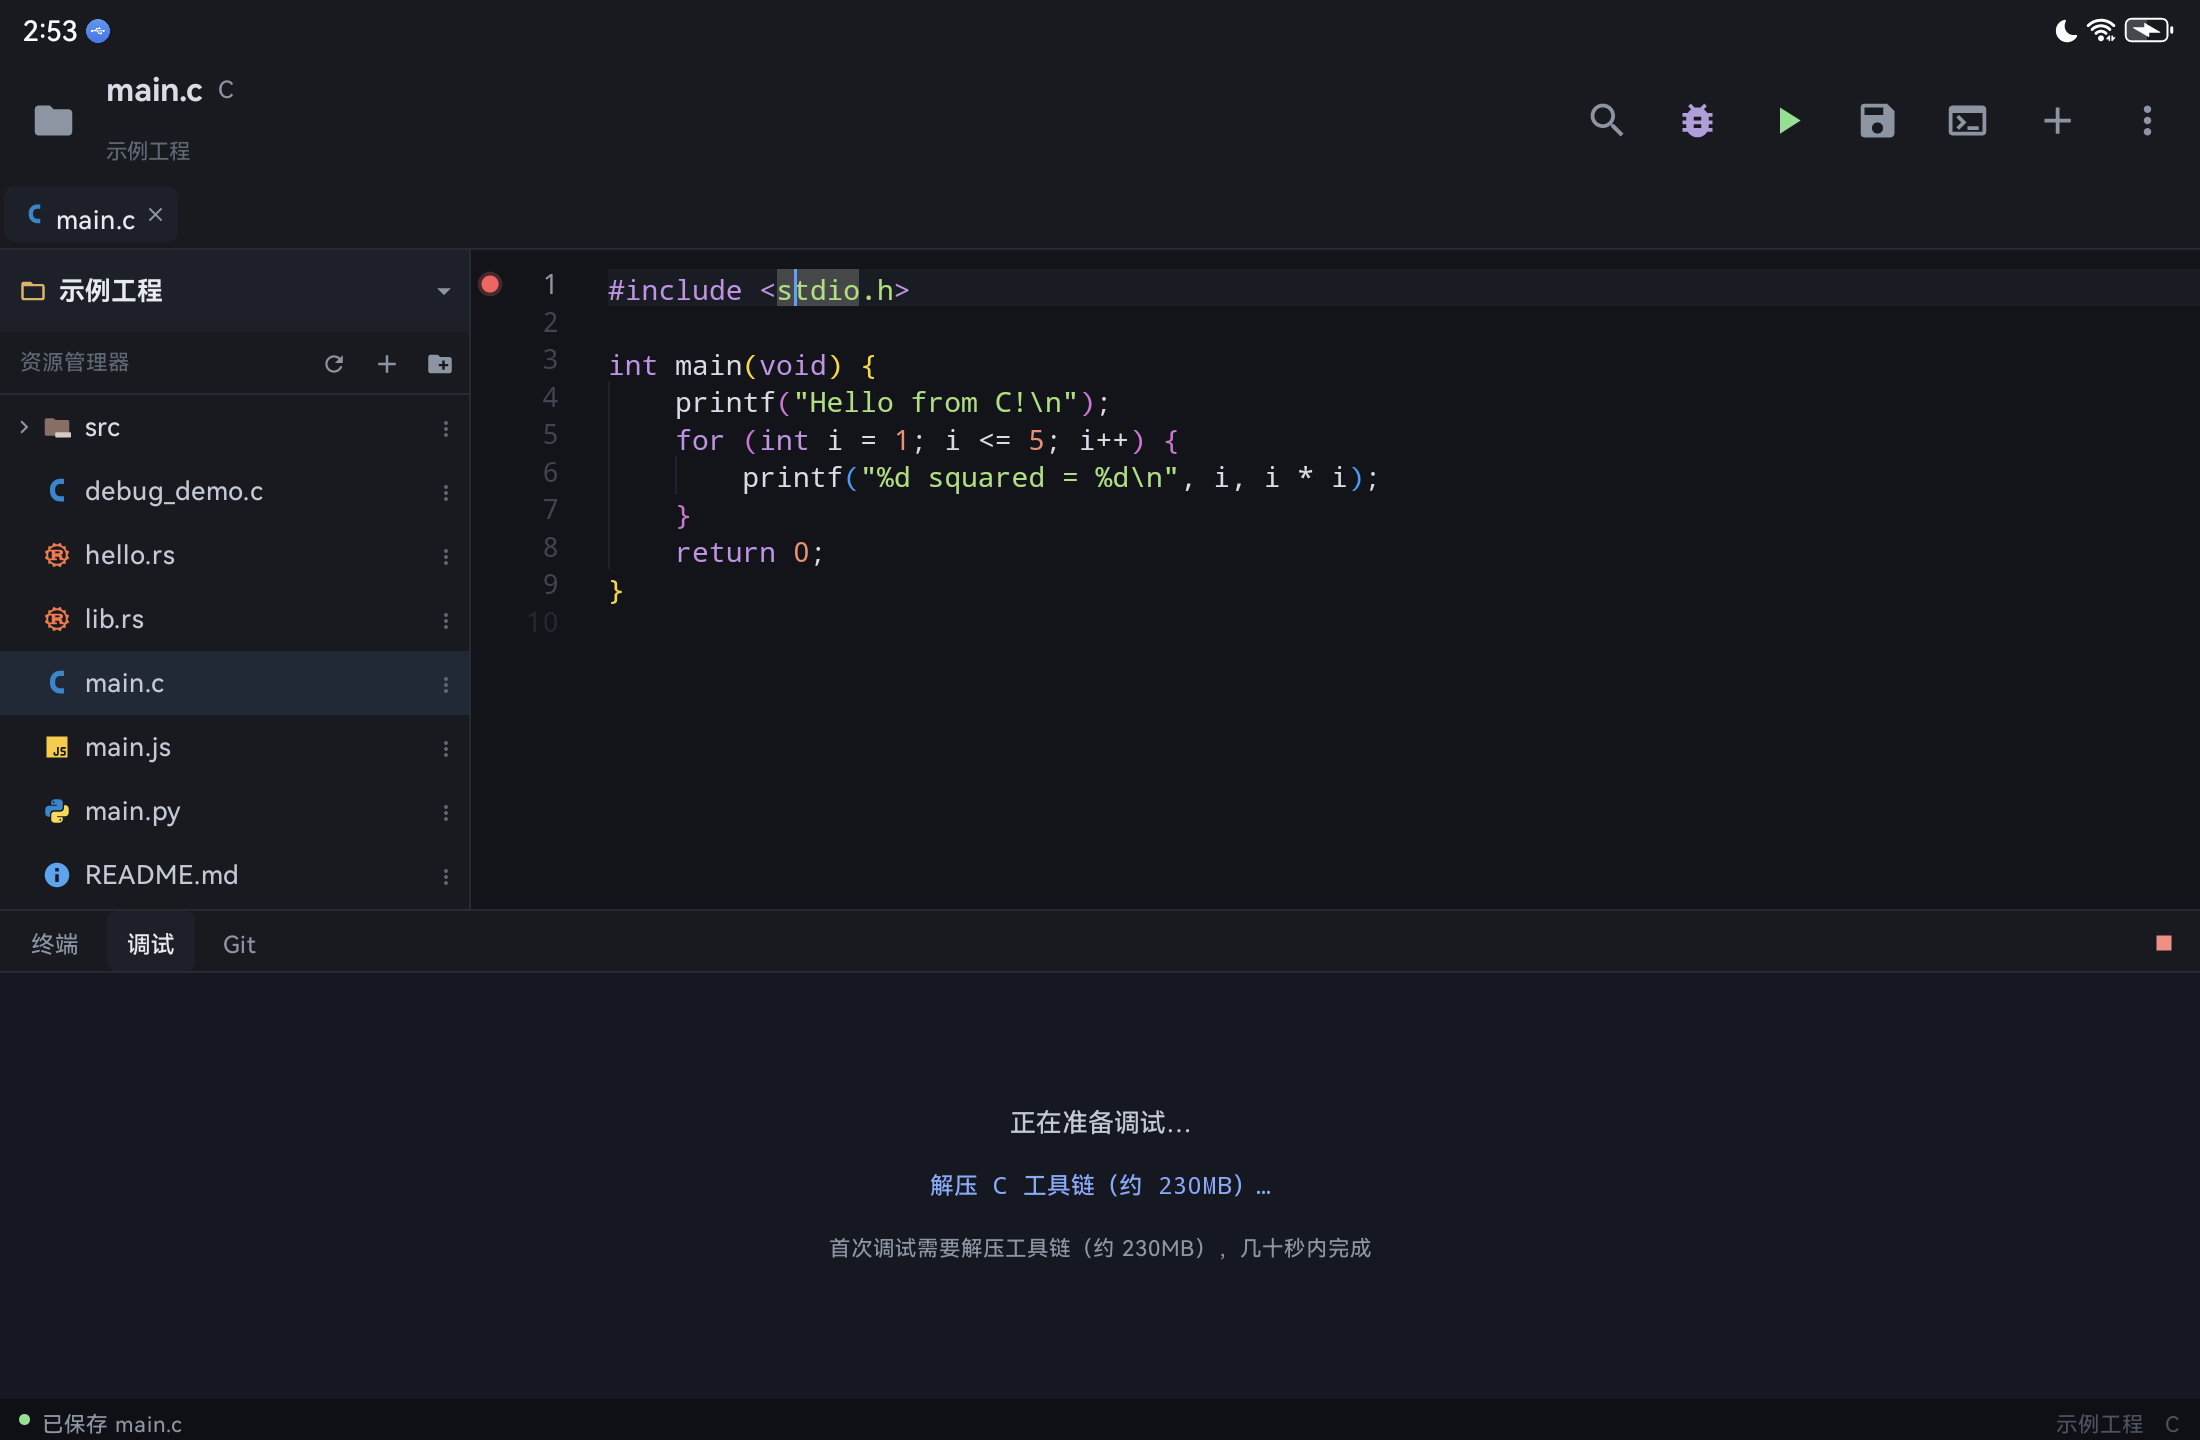 2:53
main.c C
示例工程
main.c
示例工程
资源管理器
src
debug_demo.c
hello.rs
lib.rs
main.c
main.js
main.py
README.md
1 #include <stdio.h>
2
3 int main(void) {
4     printf("Hello from C!\n");
5     for (int i = 1; i <= 5; i++) {
6         printf("%d squared = %d\n", i, i * i);
7     }
8     return 0;
9 }
10
终端 调试 Git
正在准备调试...
解压 C 工具链（约 230MB）…
首次调试需要解压工具链（约 230MB），几十秒内完成
已保存 main.c
示例工程 C